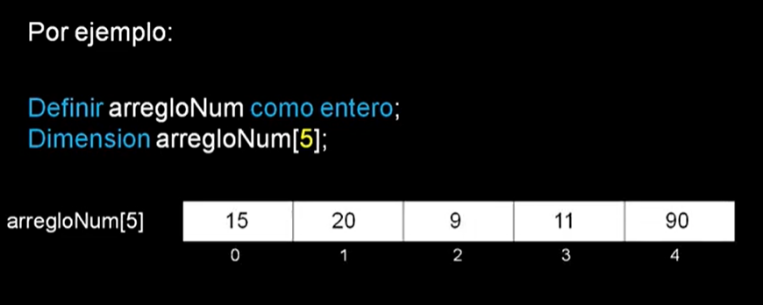 Por ejemplo:
Definir arregloNum como entero;
Dimension arregloNum[5];
arregloNum[5] 15 20 9 11 90
0 1 2 3 4